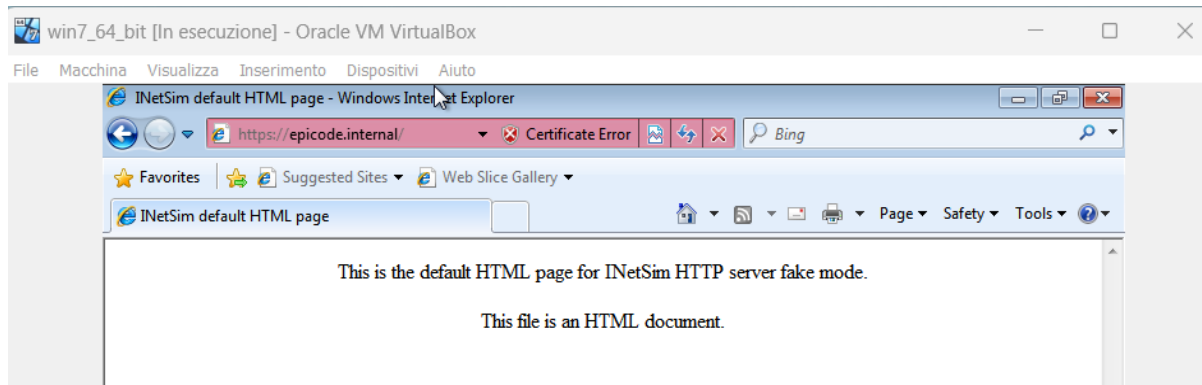 win7_64_bit [In esecuzione] - Oracle VM VirtualBox
File Macchina Visualizza Inserimento Dispositivi Aiuto
INetSim default HTML page - Windows Internet Explorer
https://epicode.internal/ Certificate Error Bing
Favorites Suggested Sites Web Slice Gallery
INetSim default HTML page Page Safety Tools
This is the default HTML page for INetSim HTTP server fake mode.
This file is an HTML document.